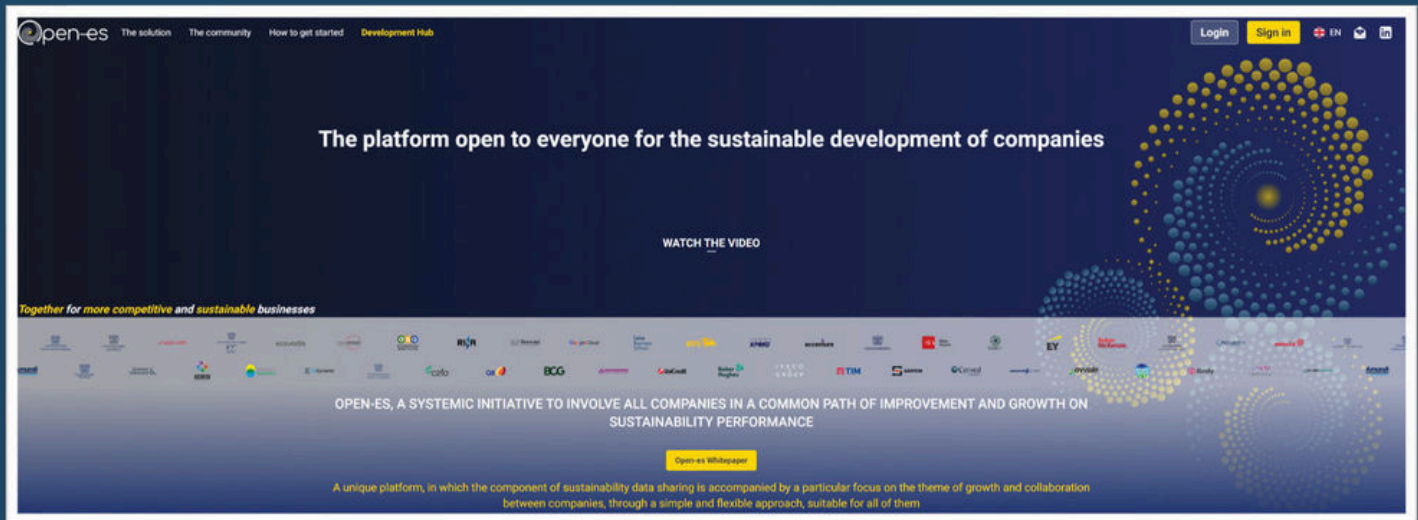 Open-es The solution The community How to get started Development Hub Login Sign in EN in
The platform open to everyone for the sustainable development of companies
WATCH THE VIDEO
Together for more competitive and sustainable businesses
accenture EY
BCG UniCredit Baker Hughes TIM Cerved
OPEN-ES, A SYSTEMIC INITIATIVE TO INVOLVE ALL COMPANIES IN A COMMON PATH OF IMPROVEMENT AND GROWTH ON
SUSTAINABILITY PERFORMANCE
Open-es Whitepaper
A unique platform, in which the component of sustainability data sharing is accompanied by a particular focus on the theme of growth and collaboration
between companies, through a simple and flexible approach, suitable for all of them